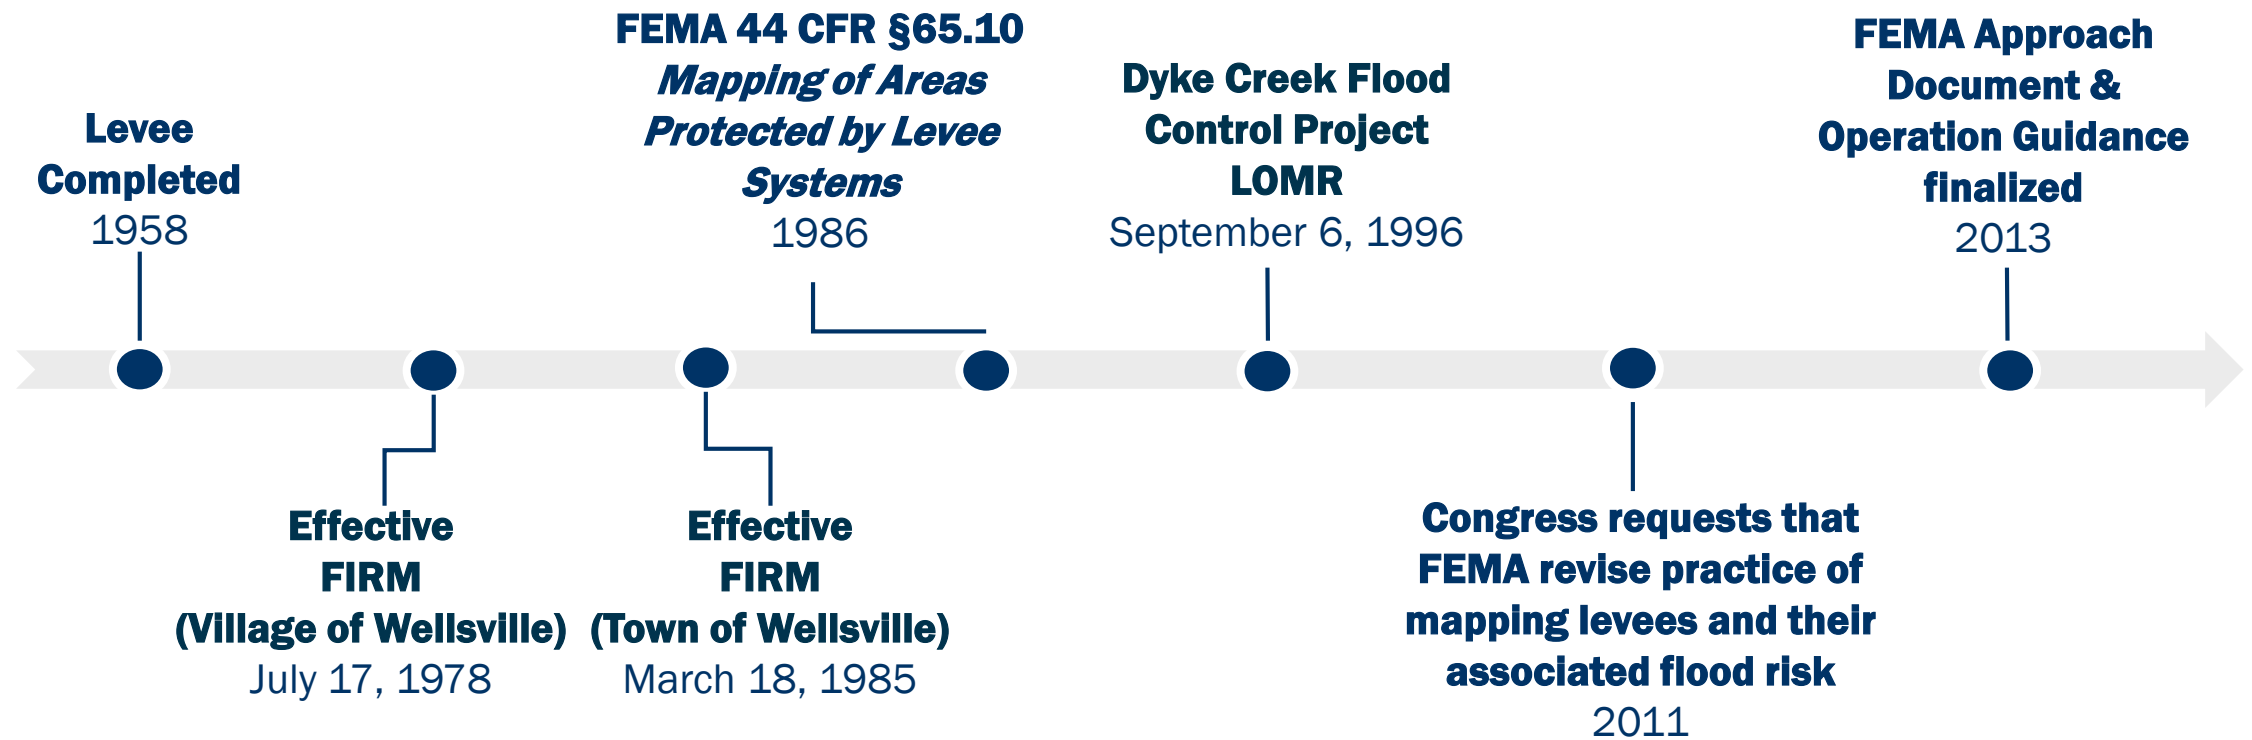 Levee
Completed
1958
Effective
FIRM
(Village of Wellsville)
July 17, 1978
Effective
FIRM
(Town of Wellsville)
March 18, 1985
FEMA 44 CFR §65.10
Mapping of Areas
Protected by Levee
Systems
1986
Dyke Creek Flood
Control Project
LOMR
September 6, 1996
Congress requests that
FEMA revise practice of
mapping levees and their
associated flood risk
2011
FEMA Approach
Document &
Operation Guidance
finalized
2013